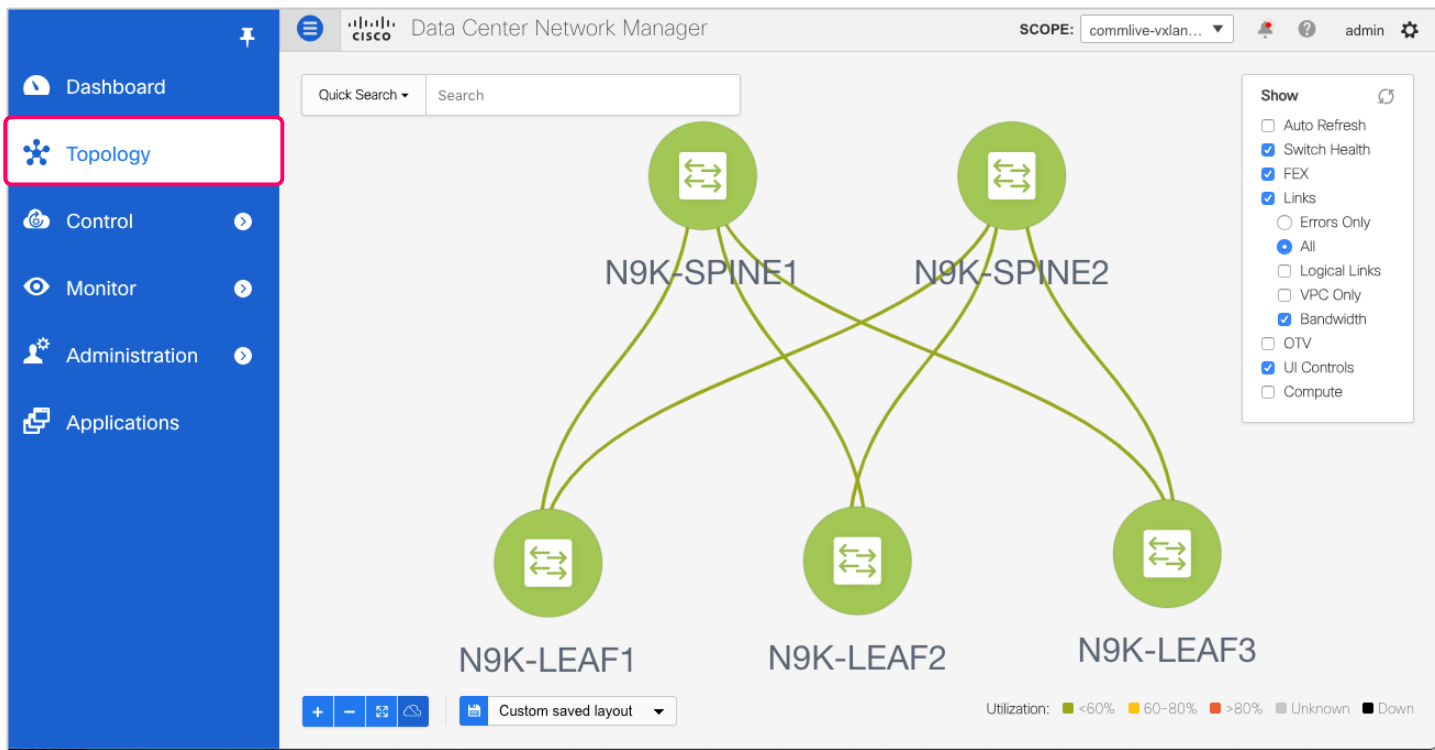 Dashboard
Topology
Control
Monitor
Administration
Applications
cisco
Data Center Network Manager
SCOPE:
commlive-vxlan...
admin
Quick Search
Search
Show
Auto Refresh
Switch Health
FEX
Links
Errors Only
All
Logical Links
VPC Only
Bandwidth
OTV
UI Controls
Compute
N9K-SPINE1
N9K-SPINE2
N9K-LEAF1
N9K-LEAF2
N9K-LEAF3
Custom saved layout
Utilization: <60% 60-80% >80% Unknown Down